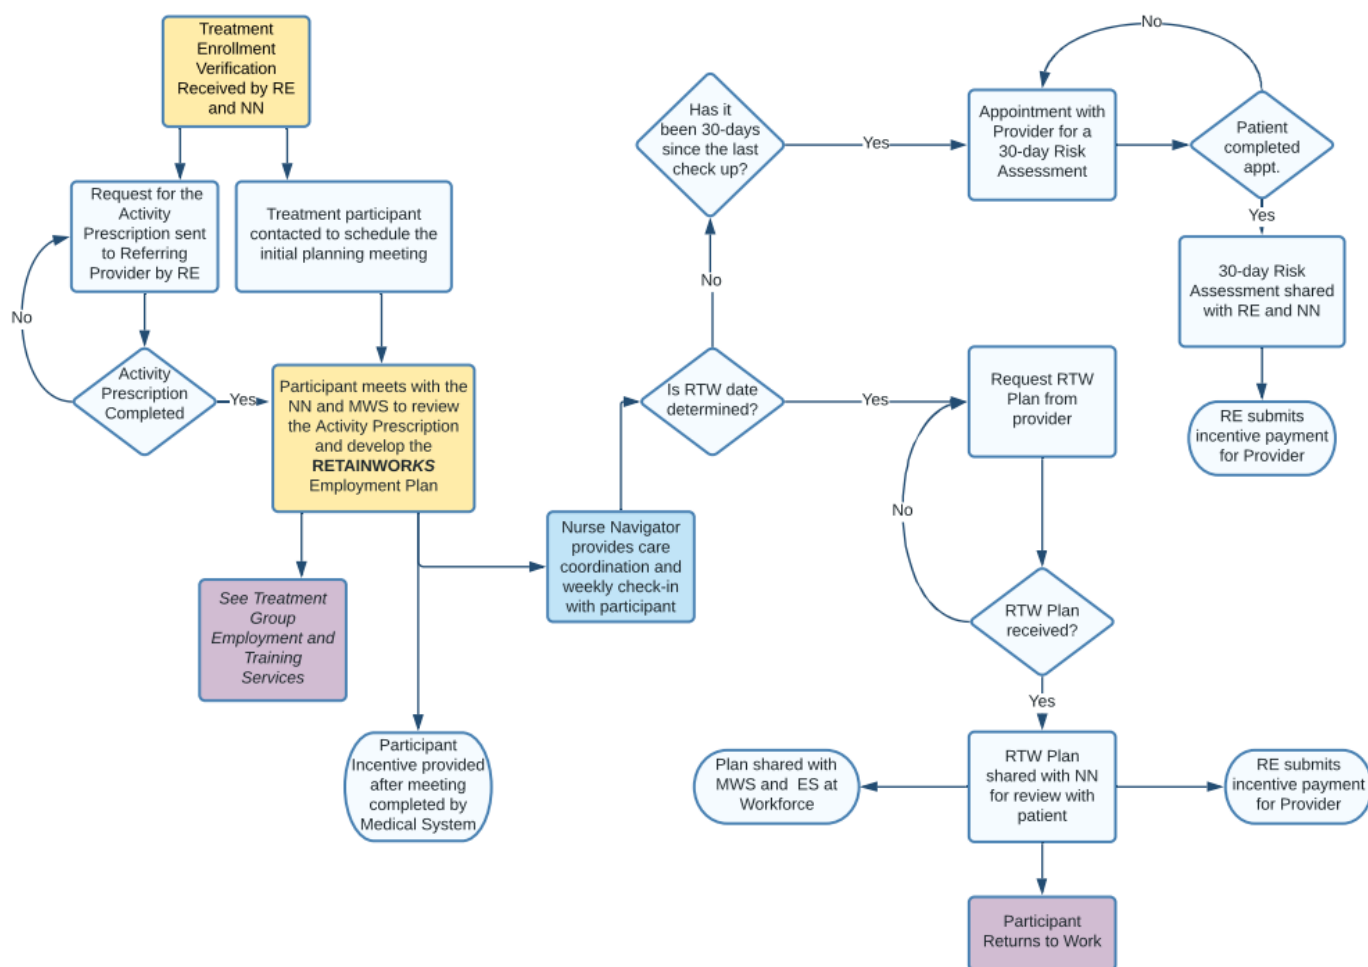 Treatment
Enrollment
Verification
Received by RE
and NN
Request for the
Activity
Prescription sent
to Referring
Provider by RE
Treatment participant
contacted to schedule the
initial planning meeting
No
Activity
Prescription
Completed
Yes
Participant meets with the
NN and MWS to review
the Activity Prescription
and develop the
RETAINWORKS
Employment Plan
See Treatment
Group
Employment and
Training
Services
Participant
Incentive provided
after meeting
completed by
Medical System
Nurse Navigator
provides care
coordination and
weekly check-in
with participant
Is RTW date
determined?
No
Has it
been 30-days
since the last
check up?
Yes
Appointment with
Provider for a
30-day Risk
Assessment
No
Patient
completed
appt.
Yes
30-day Risk
Assessment shared
with RE and NN
RE submits
incentive payment
for Provider
Yes
Request RTW
Plan from
provider
No
RTW Plan
received?
Yes
RTW Plan
shared with NN
for review with
patient
Plan shared with
MWS and ES at
Workforce
RE submits
incentive payment
for Provider
Participant
Returns to Work